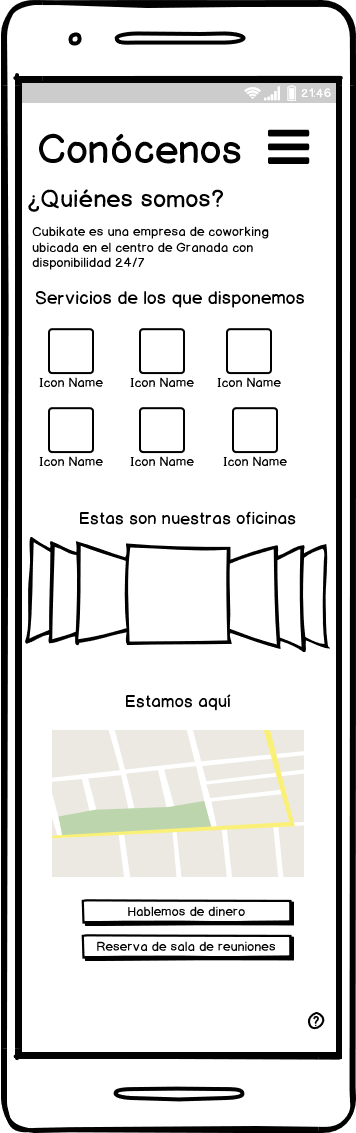 21:46
Conócenos
¿Quiénes somos?
Cubikate es una empresa de coworking
ubicada en el centro de Granada con
disponibilidad 24/7
Servicios de los que disponemos
Icon Name Icon Name Icon Name
Icon Name Icon Name Icon Name
Estas son nuestras oficinas
Estamos aquí
Hablemos de dinero
Reserva de sala de reuniones
?